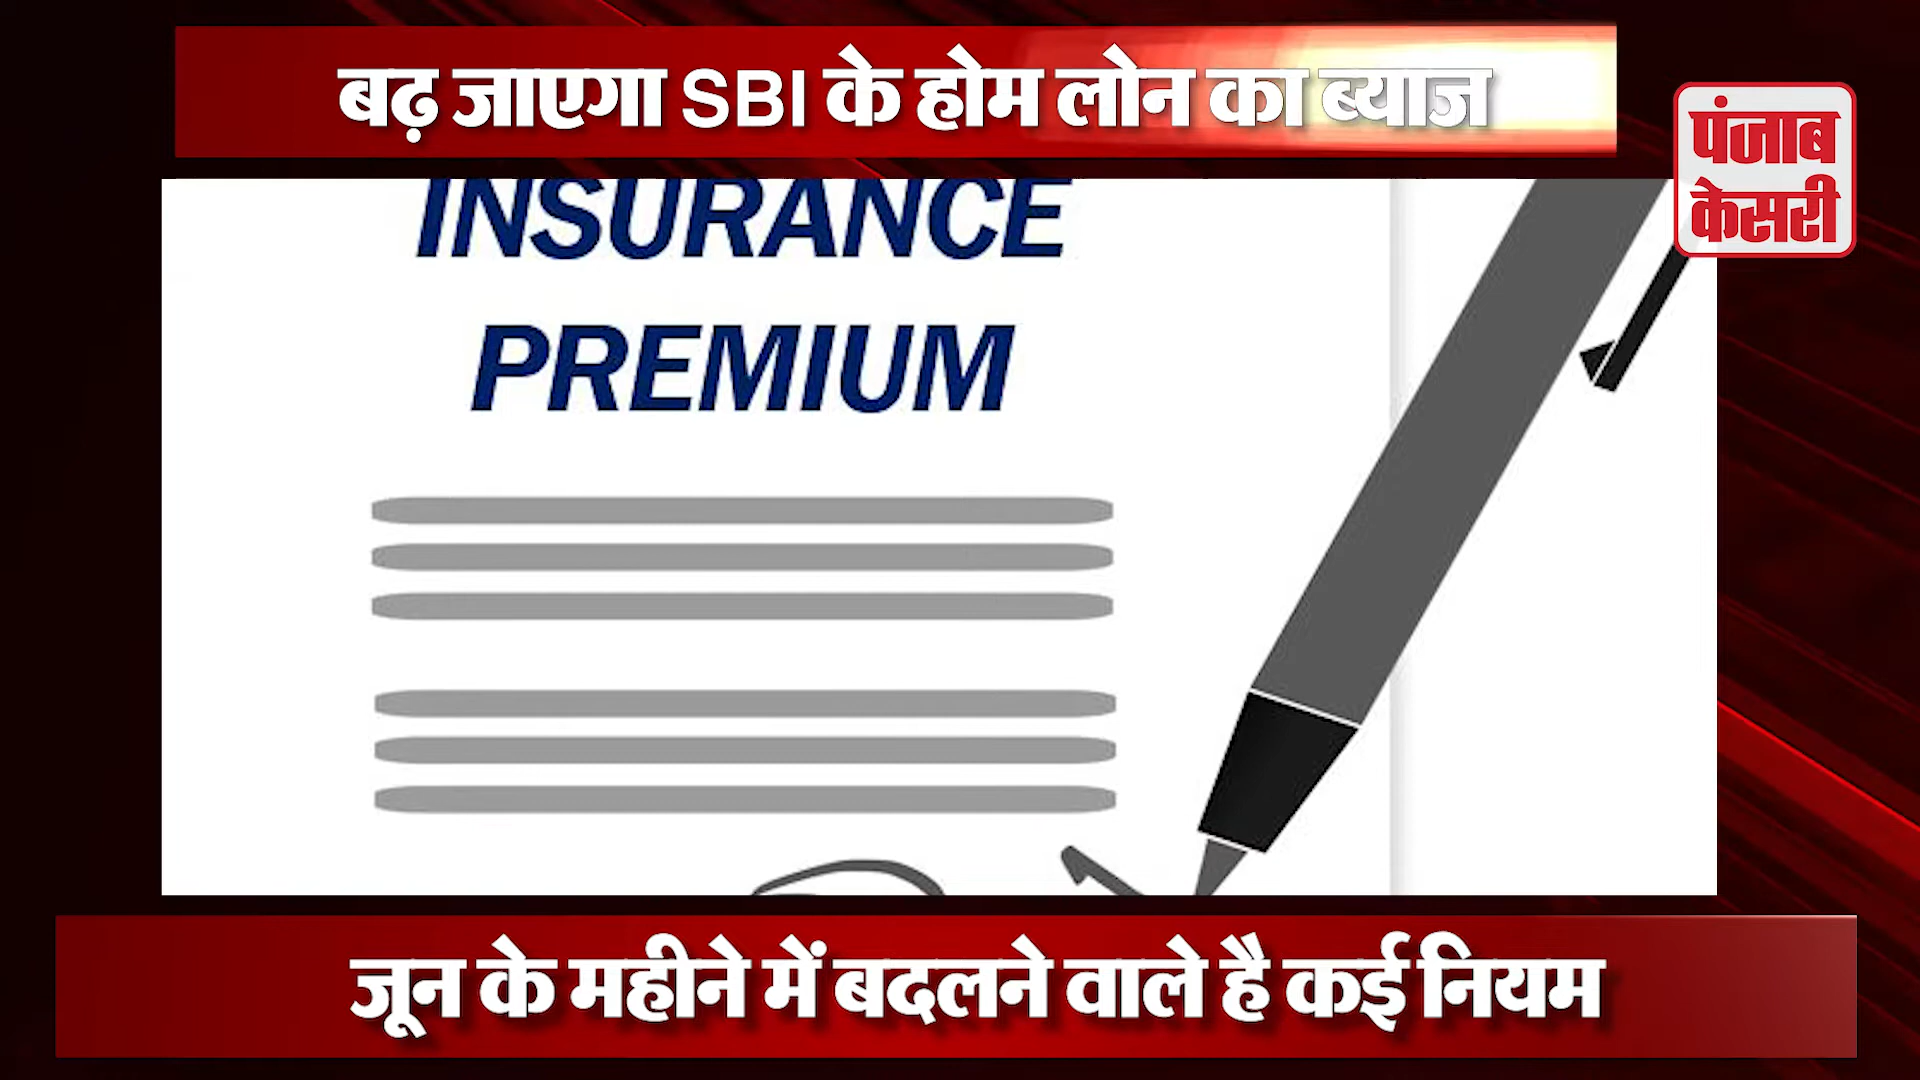 बढ़ जाएगा SBI के होम लोन का ब्याज
पंजाब
केसरी
INSURANCE
PREMIUM
जून के महीने में बदलने वाले है कई नियम